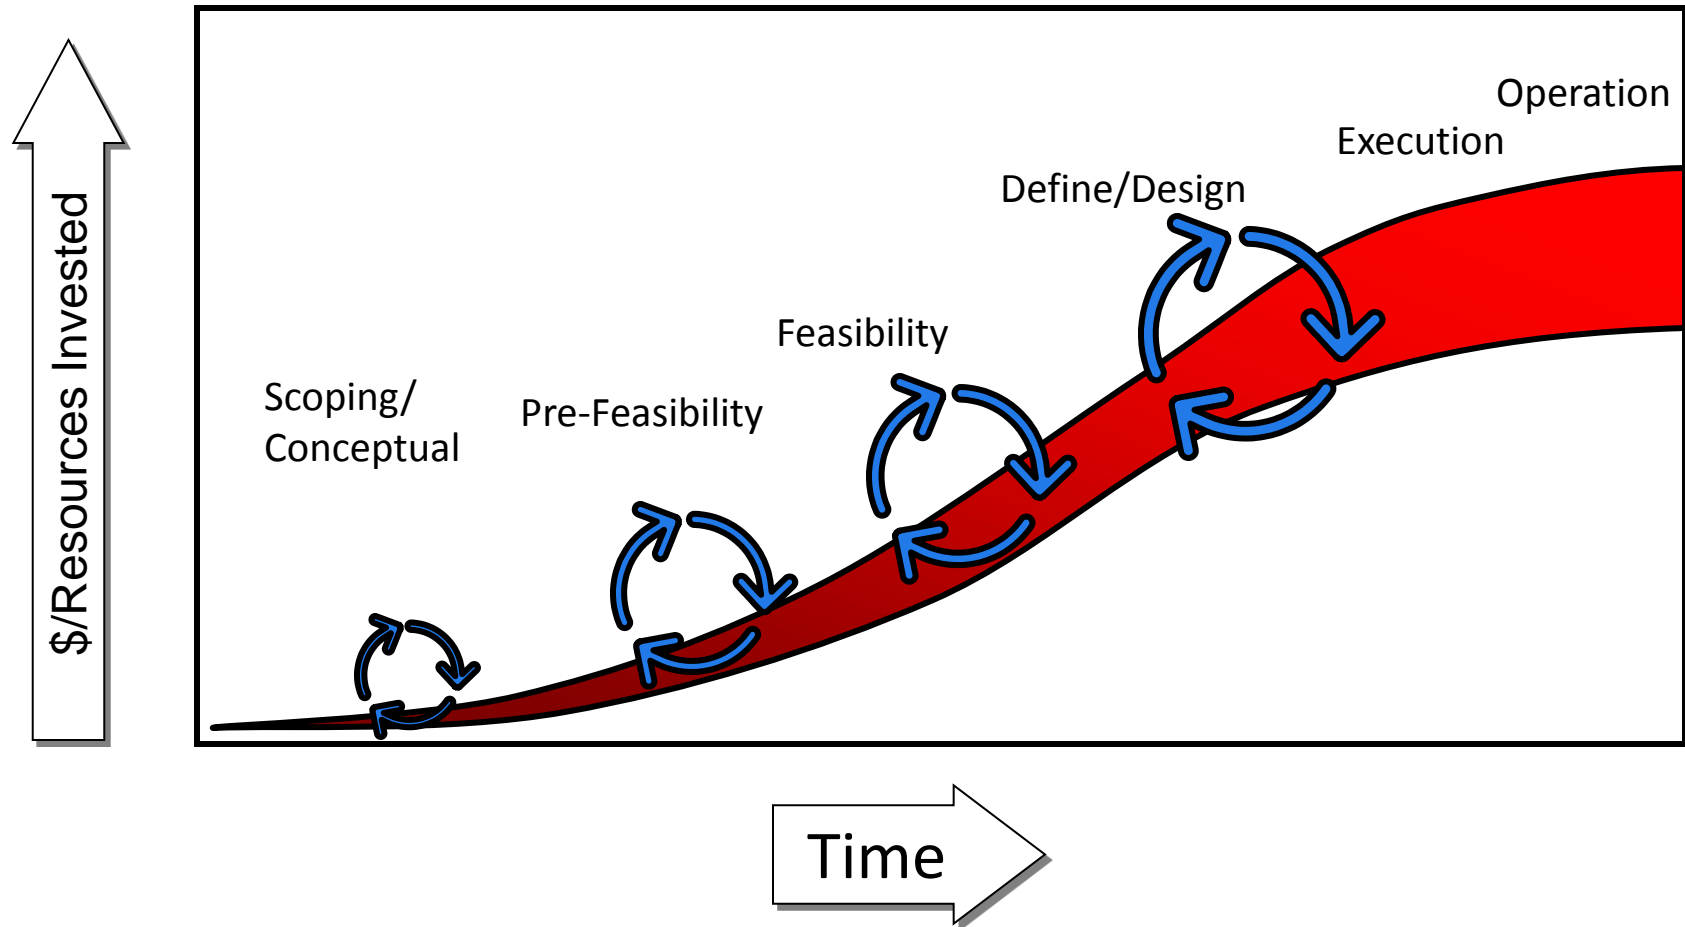 $/Resources Invested
Operation
Execution
Define/Design
Feasibility
Scoping/
Conceptual
Pre-Feasibility
Time